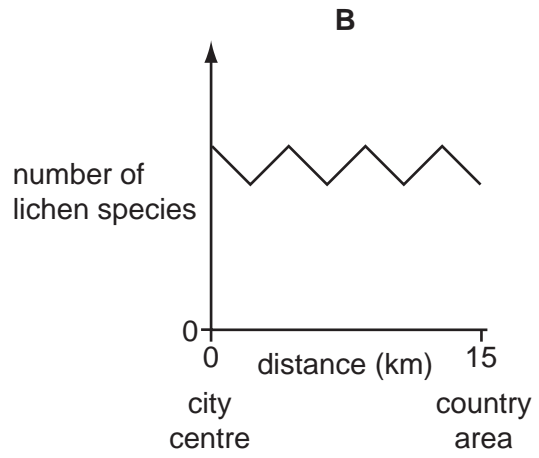 B
number of
lichen species
0
0
distance (km)
15
city
centre
country
area